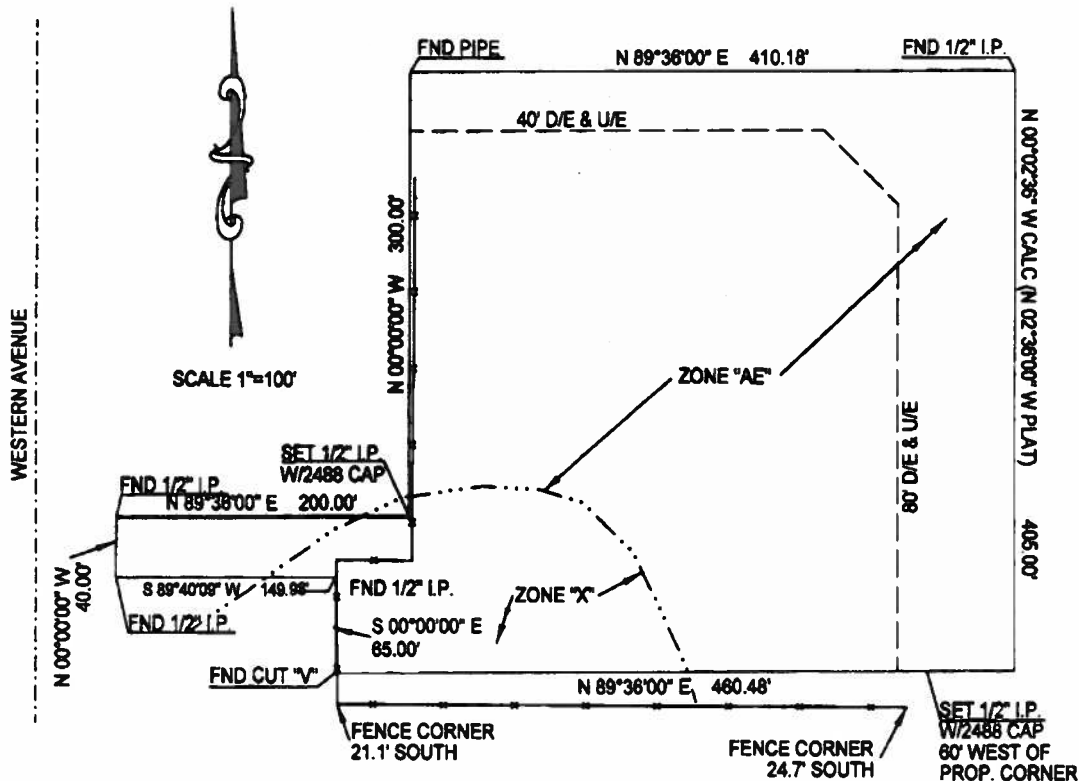 FND PIPE
N 89°36'00" E 410.18'
FND 1/2" I.P.
40' D/E & U/E
N 00°02'36" W CALC (N 02°36'00" W PLAT)
405.00'
N 00°00'00" W 300.00'
WESTERN AVENUE
SCALE 1"=100'
ZONE "AE"
80' D/E & U/E
SET 1/2" I.P.
W/2488 CAP
FND 1/2" I.P.
N 89°36'00" E 200.00'
N 00°00'00" W
40.00'
S 89°40'09" W 149.98'
FND 1/2" I.P.
FND 1/2" I.P.
ZONE "X"
S 00°00'00" E
65.00'
FND CUT "V"
N 89°36'00" E 460.48'
FENCE CORNER
21.1' SOUTH
FENCE CORNER
24.7' SOUTH
SET 1/2" I.P.
W/2488 CAP
60' WEST OF
PROP. CORNER